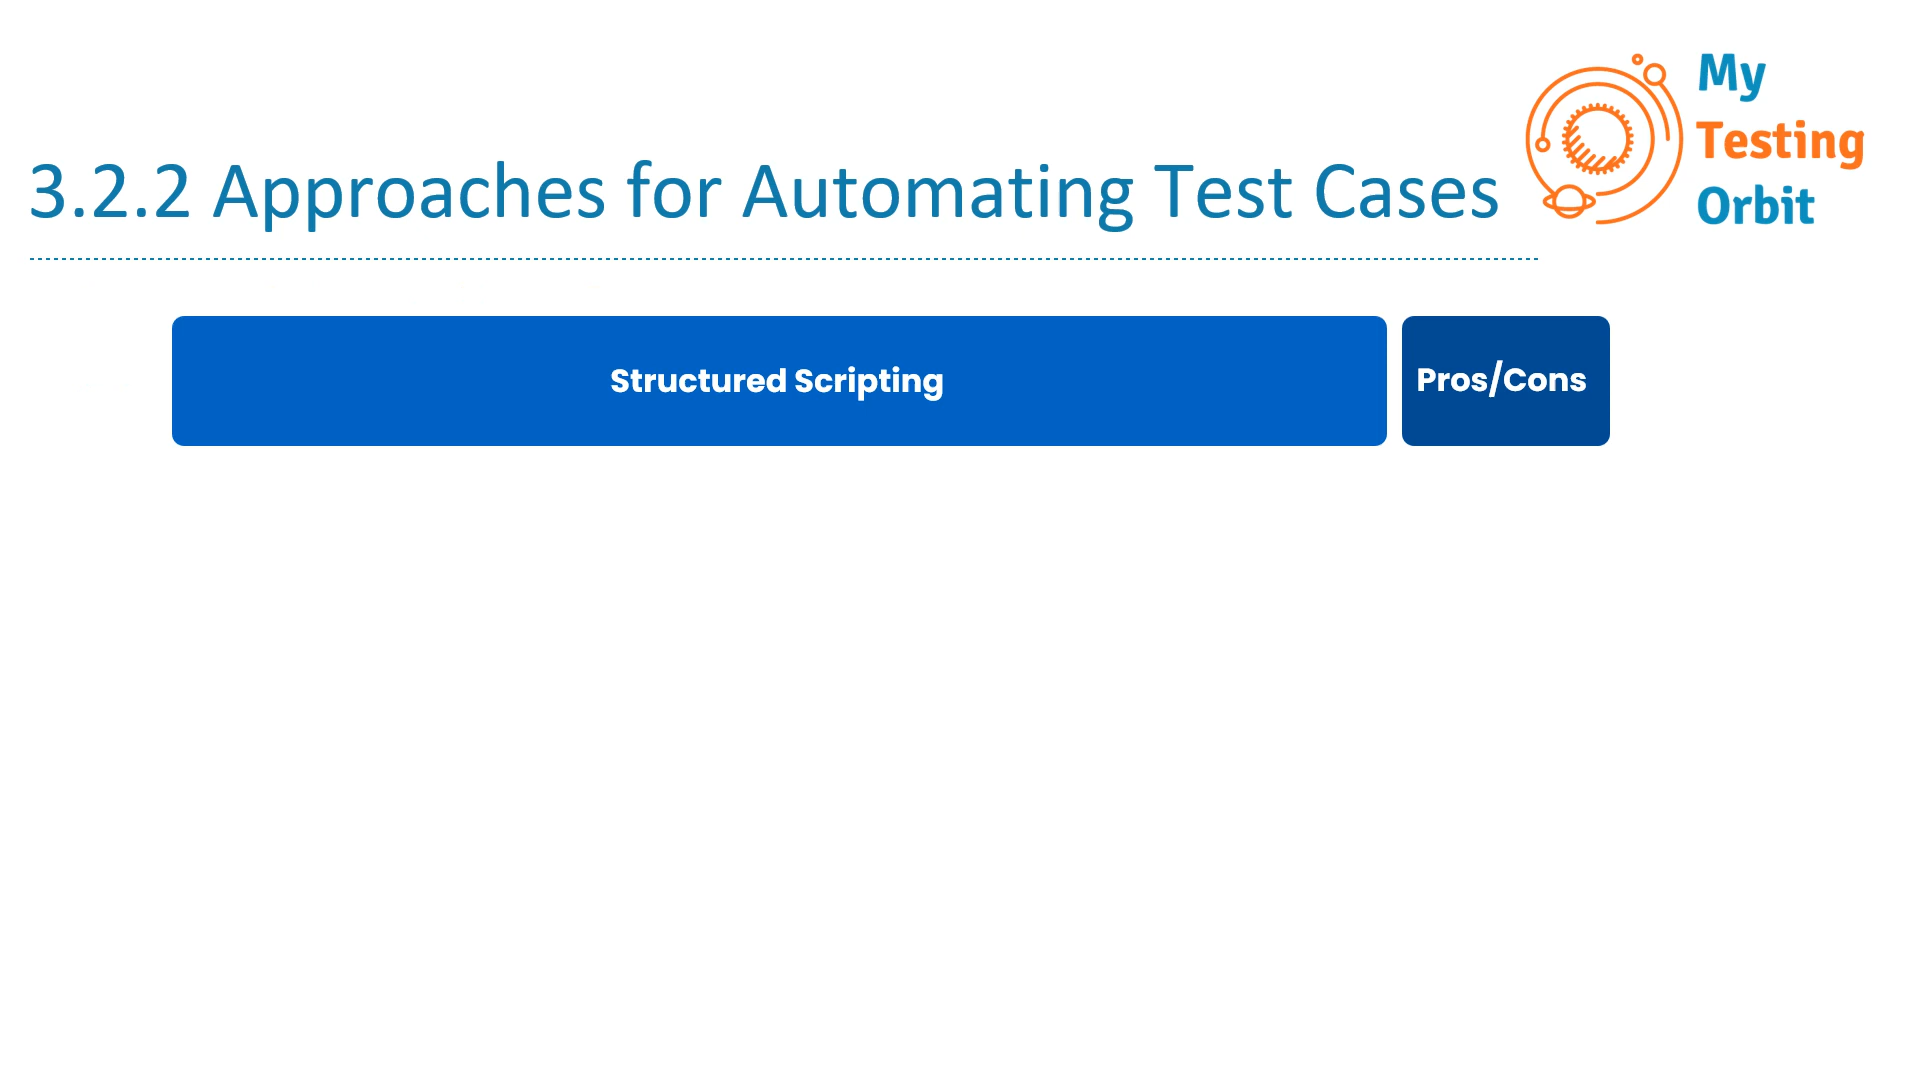 My
Testing
Orbit
3.2.2 Approaches for Automating Test Cases
Structured Scripting
Pros/Cons